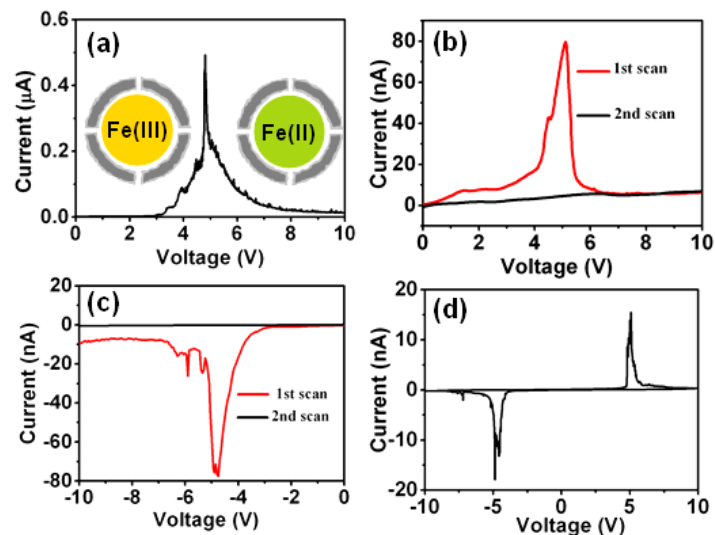 (a)
Fe(III)
Fe(II)
Current (μA)
0.6
0.4
0.2
0.0
0 2 4 6 8 10
Voltage (V)
(b)
1st scan
2nd scan
Current (nA)
80
60
40
20
0
0 2 4 6 8 10
Voltage (V)
(c)
1st scan
2nd scan
Current (nA)
20
0
-20
-40
-60
-80
-10 -8 -6 -4 -2 0
Voltage (V)
(d)
Current (nA)
20
10
0
-10
-20
-10 -5 0 5 10
Voltage (V)